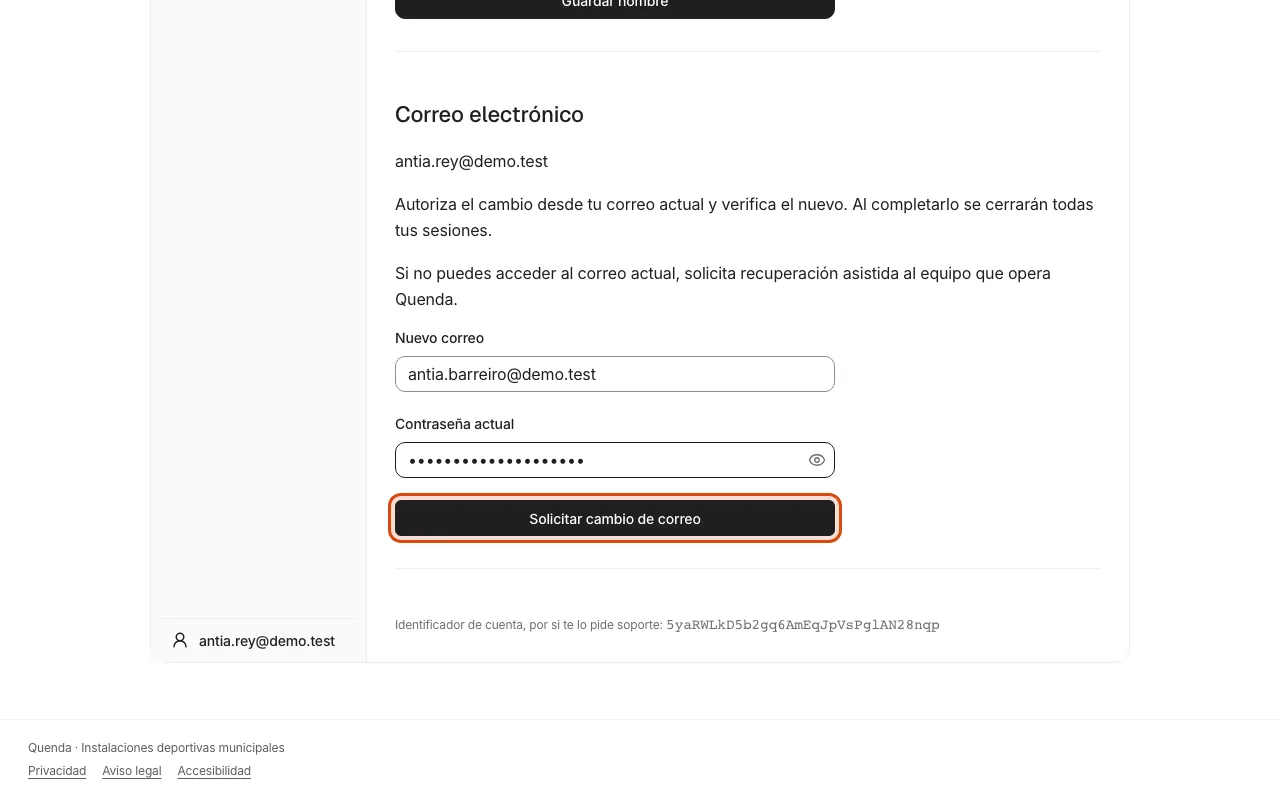 Guardar nombre
Correo electrónico
antia.rey@demo.test
Autoriza el cambio desde tu correo actual y verifica el nuevo. Al completarlo se cerrarán todas
tus sesiones.
Si no puedes acceder al correo actual, solicita recuperación asistida al equipo que opera
Quenda.
Nuevo correo
antia.barreiro@demo.test
Contraseña actual
••••••••••••••••••••
Solicitar cambio de correo
Identificador de cuenta, por si te lo pide soporte: 5yaRWLkD5b2gq6AmEqJpVsPglAN28nqp
antia.rey@demo.test
Quenda · Instalaciones deportivas municipales
Privacidad Aviso legal Accesibilidad